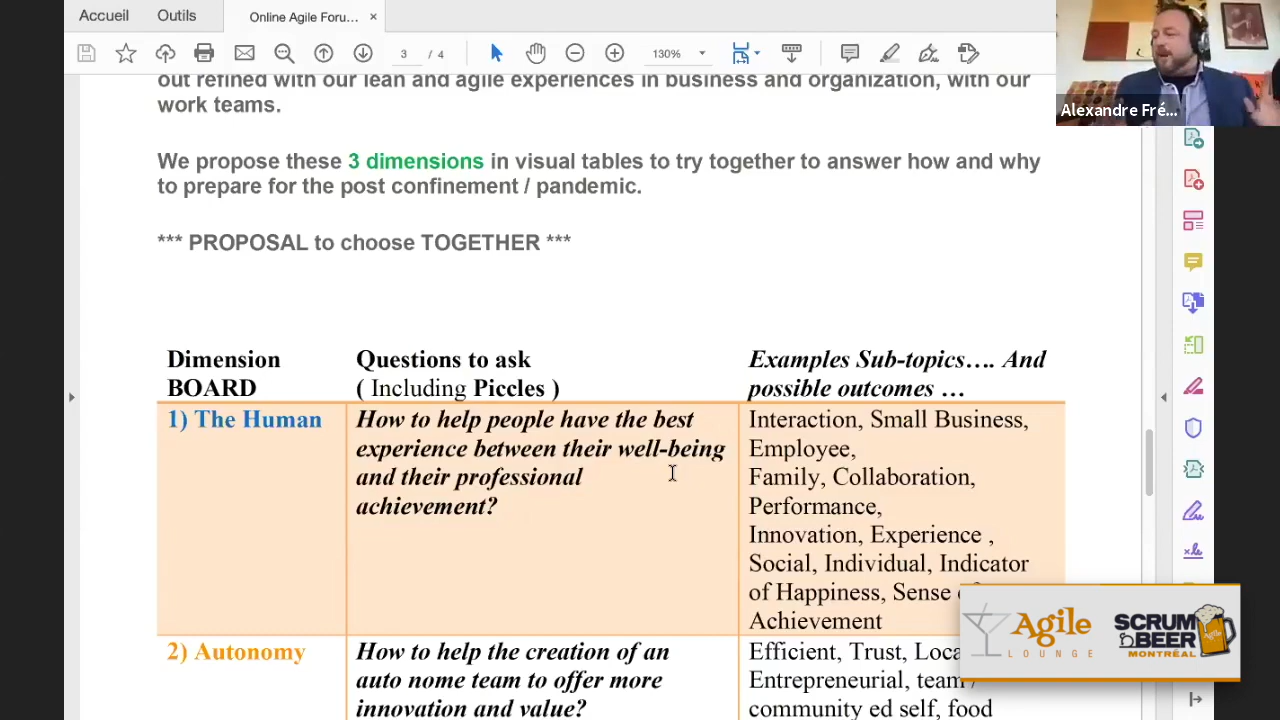 Accueil
Outils
Online Agile Foru...
3 / 4
130%
out refined with our lean and agile experiences in business and organization, with our
work teams.
We propose these 3 dimensions in visual tables to try together to answer how and why
to prepare for the post confinement / pandemic.
*** PROPOSAL to choose TOGETHER ***
Dimension
BOARD
Questions to ask
( Including Piccles )
Examples Sub-topics…. And
possible outcomes …
1) The Human
How to help people have the best
experience between their well-being
and their professional
achievement?
Interaction, Small Business,
Employee,
Family, Collaboration,
Performance,
Innovation, Experience ,
Social, Individual, Indicator
of Happiness, Sense
Achievement
2) Autonomy
How to help the creation of an
auto nome team to offer more
innovation and value?
Efficient, Trust,
Entrepreneurial, team /
community ed self, food
Alexandre Fré...
Agile
LOUNGE
SCRUM
BEER
MONTRÉAL
Agile